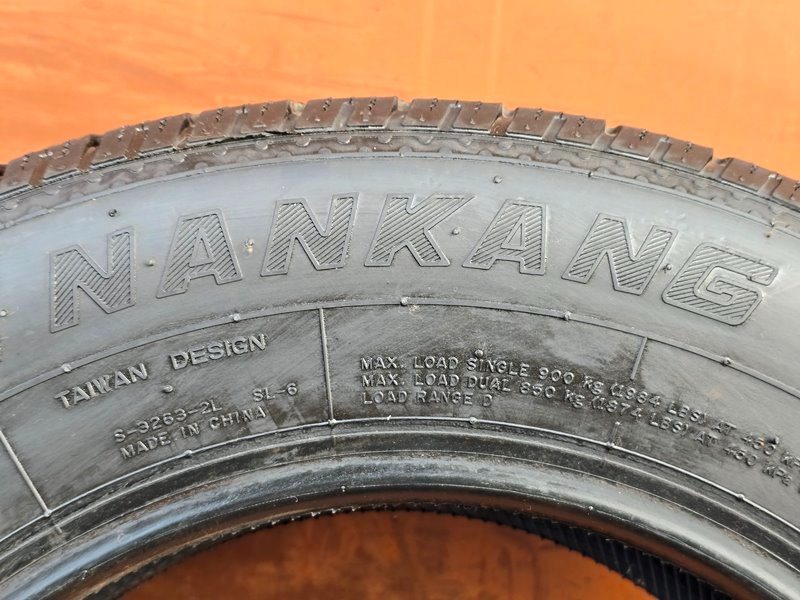 NANKANG
TAIWAN DESIGN
S-9263-2L SL-6
MADE IN CHINA
MAX. LOAD SINGLE 900 KG (1984 LBS) AT 450 KP
MAX. LOAD DUAL 850 KG (1874 LBS) AT 450 KPa
LOAD RANGE D